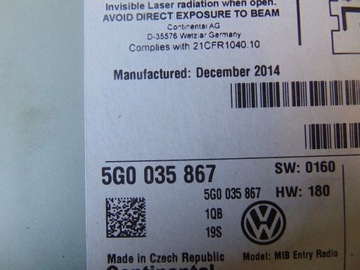 Invisible Laser radiation when open.
AVOID DIRECT EXPOSURE TO BEAM
Continental AG
D-35576 Wetzlar Germany
Complies with 21CFR1040.10
Manufactured: December 2014
5G0 035 867
SW: 0160
5G0 035 867
HW: 180
1QB
19S
Made in Czech Republic
Model: MIB Entry Radio
Continental